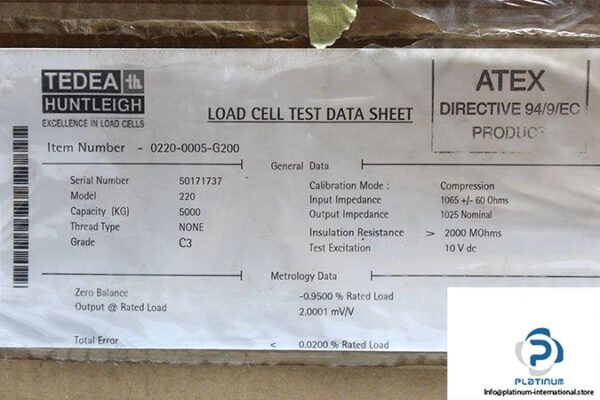 TEDEA th
HUNTLEIGH
EXCELLENCE IN LOAD CELLS
LOAD CELL TEST DATA SHEET
ATEX
DIRECTIVE 94/9/EC
PRODUCT
Item Number - 0220-0005-G200
General Data
Serial Number 50171737
Model 220
Capacity (KG) 5000
Thread Type NONE
Grade C3
Calibration Mode : Compression
Input Impedance 1065 +/- 60 Ohms
Output Impedance 1025 Nominal
Insulation Resistance > 2000 MOhms
Test Excitation 10 V dc
Metrology Data
Zero Balance -0.9500 % Rated Load
Output @ Rated Load 2.0001 mV/V
Total Error < 0.0200 % Rated Load
PLATINUM
Info@platinum-international.store